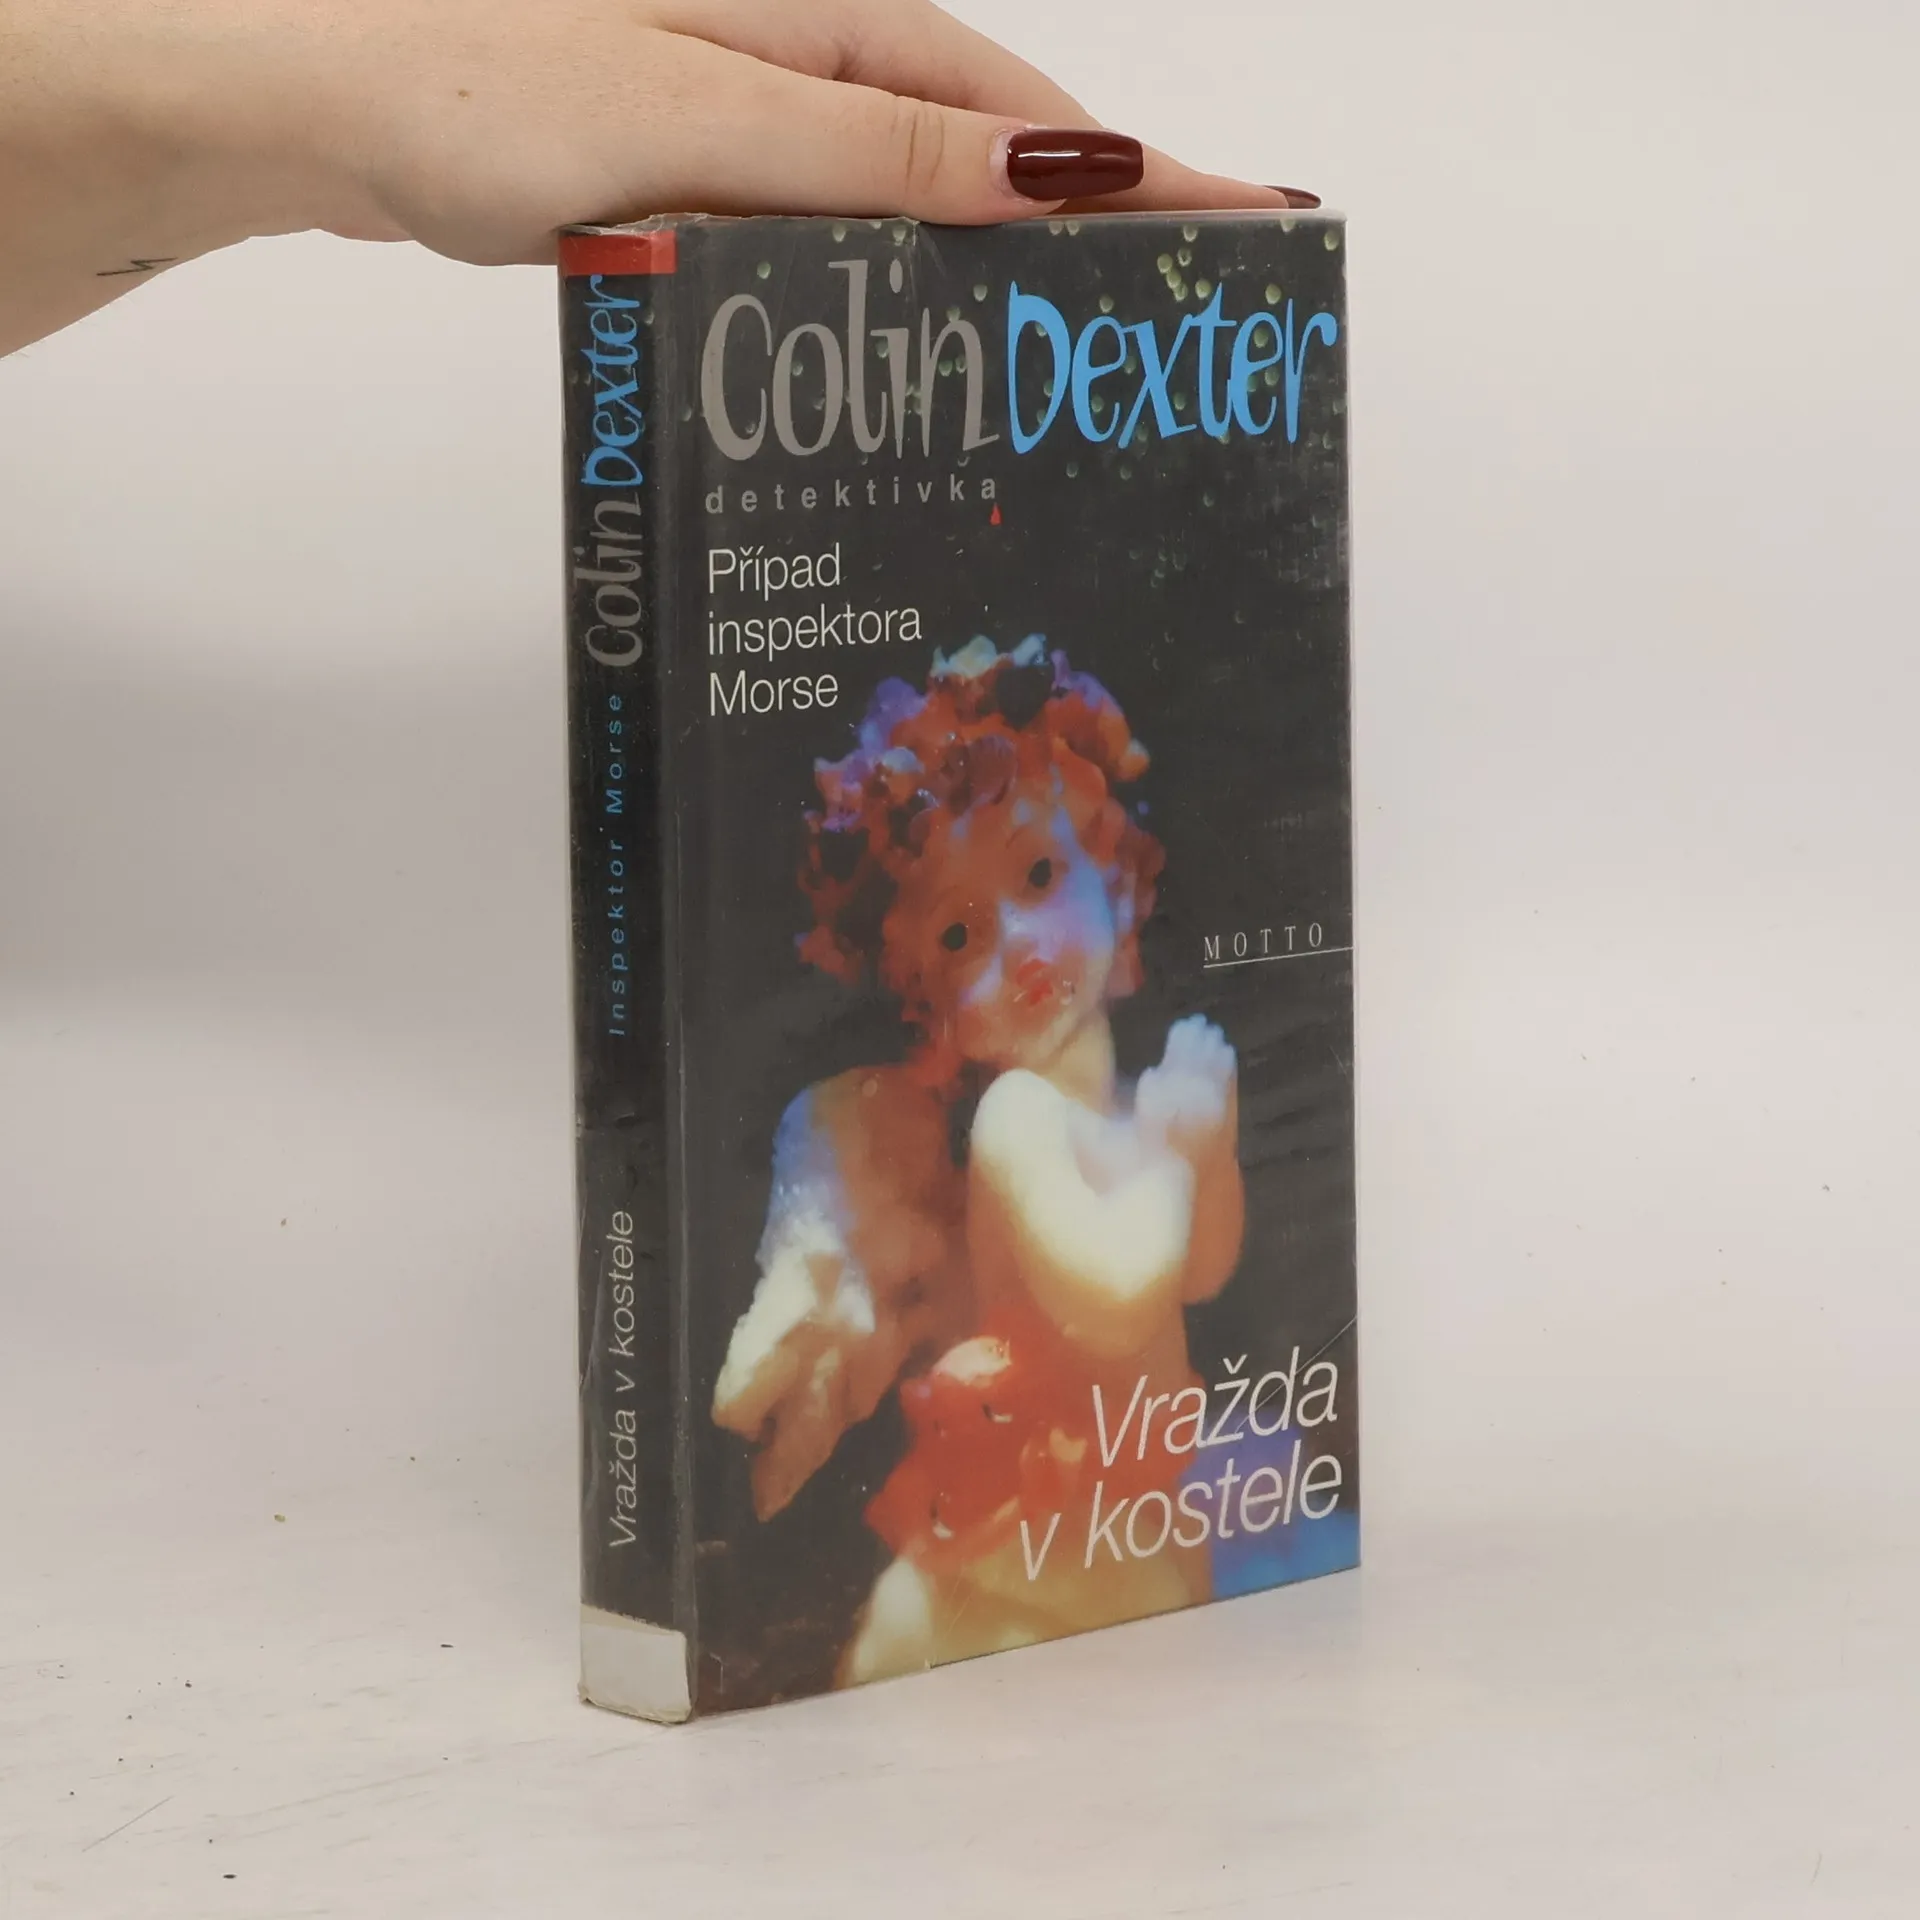 Colin Dexter
detektivka
Případ
inspektora
Morse
MOTTO
Vražda
v kostele
Vražda v kostele Inspektor Morse Colin Dexter